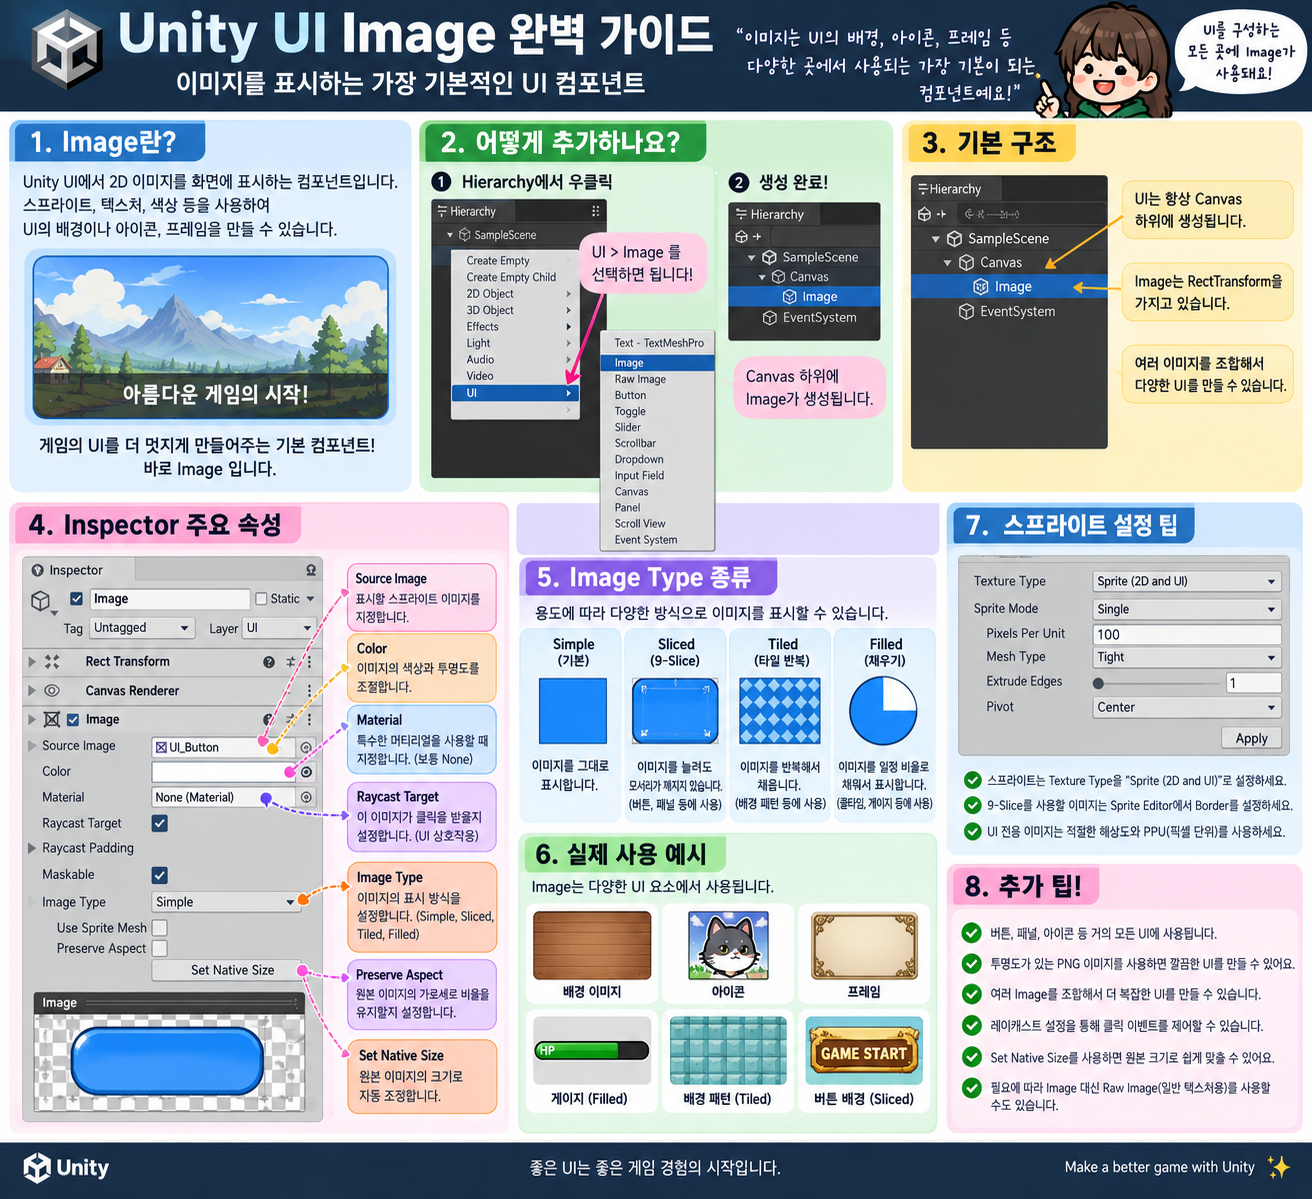 Unity UI Image 완벽 가이드
이미지를 표시하는 가장 기본적인 UI 컴포넌트
“이미지는 UI의 배경, 아이콘, 프레임 등
다양한 곳에서 사용되는 가장 기본이 되는
컴포넌트예요!”
UI를 구성하는
모든 곳에 Image가
사용돼요!
1. Image란?
Unity UI에서 2D 이미지를 화면에 표시하는 컴포넌트입니다.
스프라이트, 텍스처, 색상 등을 사용하여
UI의 배경이나 아이콘, 프레임을 만들 수 있습니다.
아름다운 게임의 시작!
게임의 UI를 더 멋지게 만들어주는 기본 컴포넌트!
바로 Image 입니다.
2. 어떻게 추가하나요?
1 Hierarchy에서 우클릭
Hierarchy
SampleScene
Create Empty
Create Empty Child
2D Object
3D Object
Effects
Light
Audio
Video
UI
UI > Image 를
선택하면 됩니다!
Text - TextMeshPro
Image
Raw Image
Button
Toggle
Slider
Scrollbar
Dropdown
Input Field
Canvas
Panel
Scroll View
Event System
2 생성 완료!
Hierarchy
SampleScene
Canvas
Image
EventSystem
Canvas 하위에
Image가 생성됩니다.
3. 기본 구조
Hierarchy
SampleScene
Canvas
Image
EventSystem
UI는 항상 Canvas
하위에 생성됩니다.
Image는 RectTransform을
가지고 있습니다.
여러 이미지를 조합해서
다양한 UI를 만들 수 있습니다.
4. Inspector 주요 속성
Inspector
Image
Static
Tag Untagged Layer UI
Rect Transform
Canvas Renderer
Image
Source Image UI_Button
Color
Material None (Material)
Raycast Target
Raycast Padding
Maskable
Image Type Simple
Use Sprite Mesh
Preserve Aspect
Set Native Size
Image
Source Image
표시할 스프라이트 이미지를
지정합니다.
Color
이미지의 색상과 투명도를
조절합니다.
Material
특수한 머티리얼을 사용할 때
지정합니다. (보통 None)
Raycast Target
이 이미지가 클릭을 받을지
설정합니다. (UI 상호작용)
Image Type
이미지의 표시 방식을
설정합니다. (Simple, Sliced,
Tiled, Filled)
Preserve Aspect
원본 이미지의 가로세로 비율을
유지할지 설정합니다.
Set Native Size
원본 이미지의 크기로
자동 조정합니다.
5. Image Type 종류
용도에 따라 다양한 방식으로 이미지를 표시할 수 있습니다.
Simple
(기본)
이미지를 그대로
표시합니다.
Sliced
(9-Slice)
이미지를 늘려도
모서리가 깨지지 않습니다.
(버튼, 패널 등에 사용)
Tiled
(타일 반복)
이미지를 반복해서
채웁니다.
(배경 패턴 등에 사용)
Filled
(채우기)
이미지를 일정 비율로
채워서 표시합니다.
(쿨타임, 게이지 등에 사용)
6. 실제 사용 예시
Image는 다양한 UI 요소에서 사용됩니다.
배경 이미지
아이콘
프레임
HP
게이지 (Filled)
배경 패턴 (Tiled)
GAME START
버튼 배경 (Sliced)
7. 스프라이트 설정 팁
Texture Type Sprite (2D and UI)
Sprite Mode Single
Pixels Per Unit 100
Mesh Type Tight
Extrude Edges 1
Pivot Center
Apply
스프라이트는 Texture Type을 "Sprite (2D and UI)"로 설정하세요.
9-Slice를 사용할 이미지는 Sprite Editor에서 Border를 설정하세요.
UI 전용 이미지는 적절한 해상도와 PPU(픽셀 단위)를 사용하세요.
8. 추가 팁!
버튼, 패널, 아이콘 등 거의 모든 UI에 사용됩니다.
투명도가 있는 PNG 이미지를 사용하면 깔끔한 UI를 만들 수 있어요.
여러 Image를 조합해서 더 복잡한 UI를 만들 수 있습니다.
레이캐스트 설정을 통해 클릭 이벤트를 제어할 수 있습니다.
Set Native Size를 사용하면 원본 크기로 쉽게 맞출 수 있어요.
필요에 따라 Image 대신 Raw Image(일반 텍스처용)를 사용할
수도 있습니다.
Unity
좋은 UI는 좋은 게임 경험의 시작입니다.
Make a better game with Unity